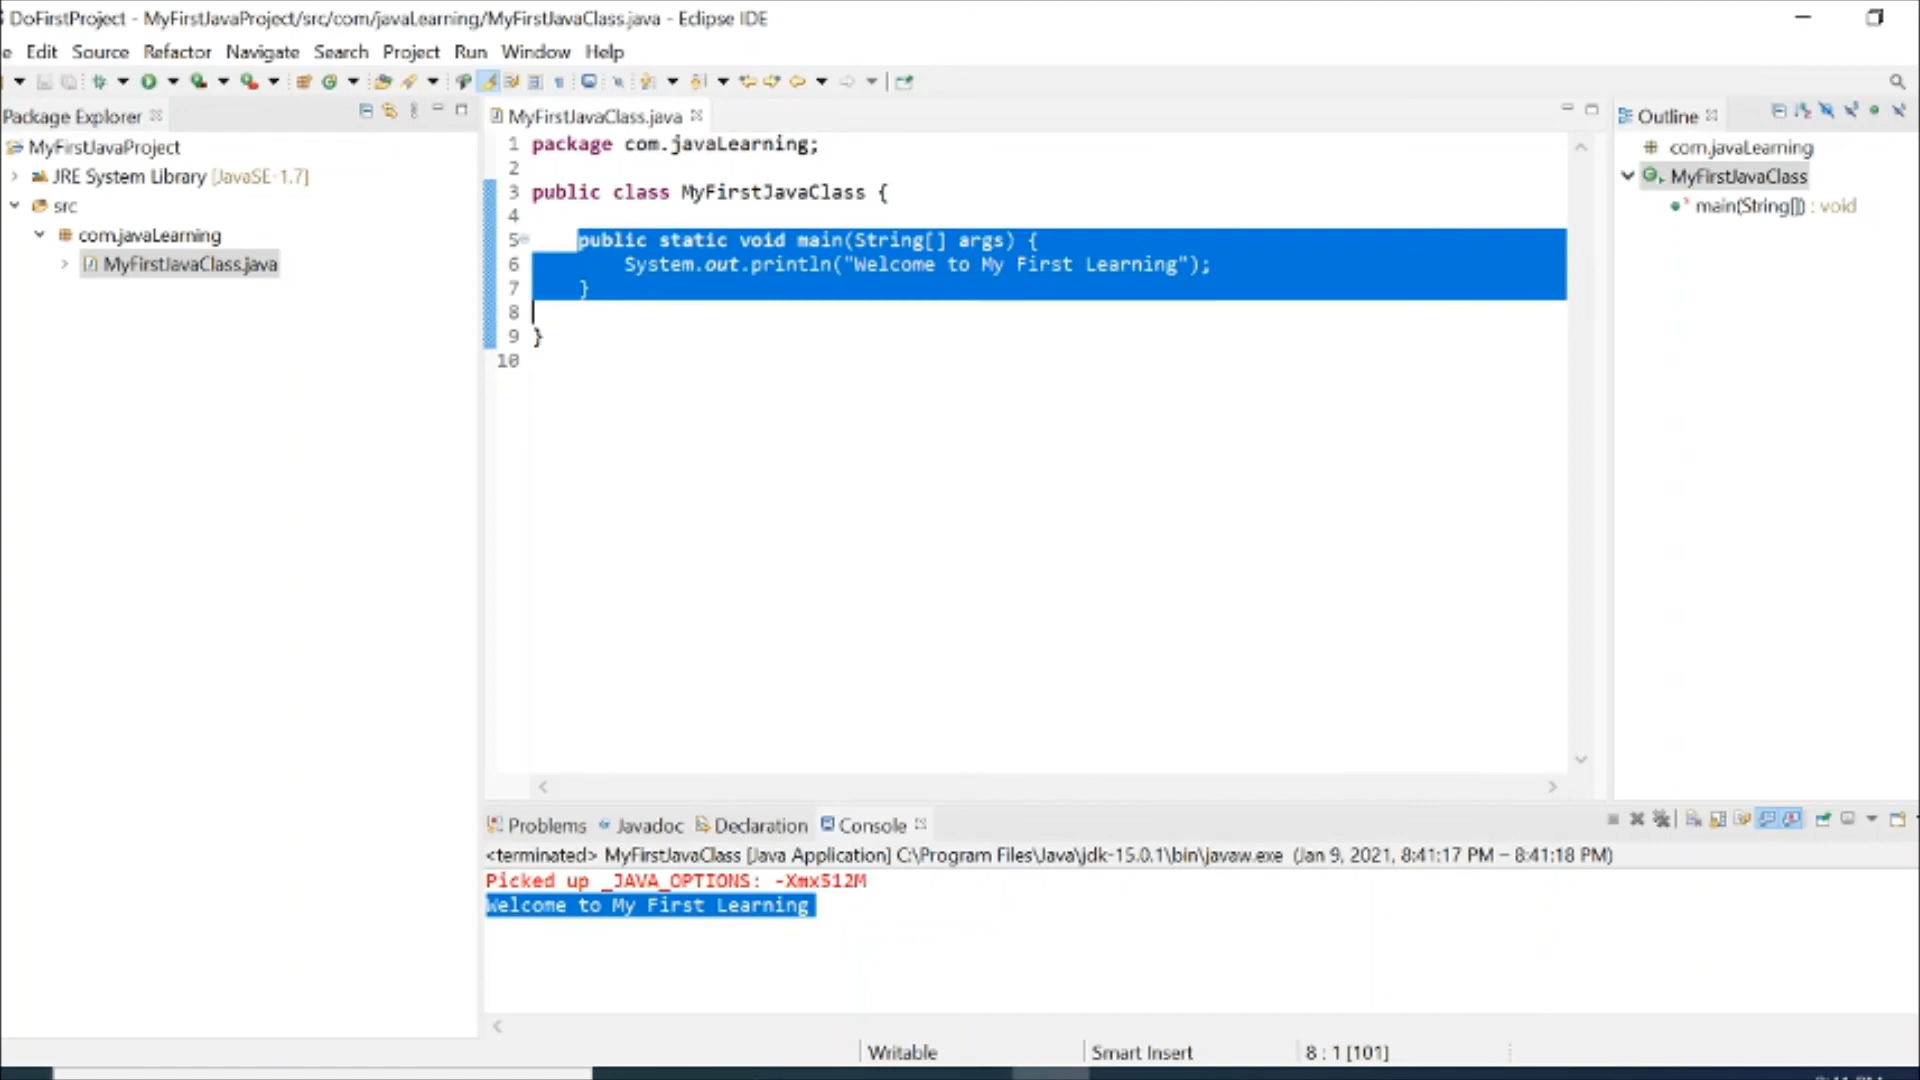 DoFirstProject - MyFirstJavaProject/src/com/javaLearning/MyFirstJavaClass.java - Eclipse IDE
e Edit Source Refactor Navigate Search Project Run Window Help
Package Explorer
MyFirstJavaProject
JRE System Library [JavaSE-1.7]
src
com.javaLearning
MyFirstJavaClass.java
MyFirstJavaClass.java
1 package com.javaLearning;
2
3 public class MyFirstJavaClass {
4
5 public static void main(String[] args) {
6 System.out.println("Welcome to My First Learning");
7 }
8
9 }
10
Outline
com.javaLearning
MyFirstJavaClass
main(String[]) : void
Problems Javadoc Declaration Console
<terminated> MyFirstJavaClass [Java Application] C:\Program Files\Java\jdk-15.0.1\bin\javaw.exe (Jan 9, 2021, 8:41:17 PM – 8:41:18 PM)
Picked up _JAVA_OPTIONS: -Xmx512M
Welcome to My First Learning
Writable Smart Insert 8 : 1 [101]